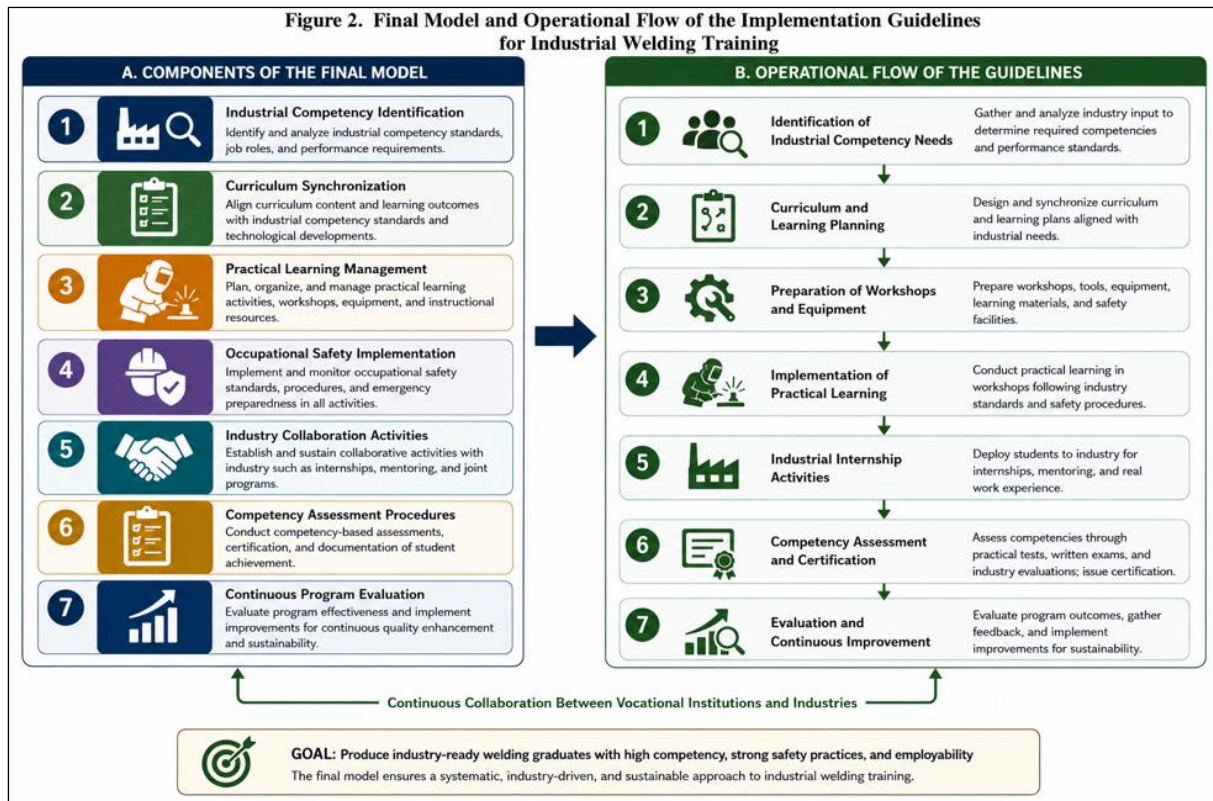 Figure 2. Final Model and Operational Flow of the Implementation Guidelines
for Industrial Welding Training
A. COMPONENTS OF THE FINAL MODEL
1
Industrial Competency Identification
Identify and analyze industrial competency standards,
job roles, and performance requirements.
2
Curriculum Synchronization
Align curriculum content and learning outcomes
with industrial competency standards and
technological developments.
3
Practical Learning Management
Plan, organize, and manage practical learning
activities, workshops, equipment, and instructional
resources.
4
Occupational Safety Implementation
Implement and monitor occupational safety
standards, procedures, and emergency
preparedness in all activities.
5
Industry Collaboration Activities
Establish and sustain collaborative activities with
industry such as internships, mentoring, and joint
programs.
6
Competency Assessment Procedures
Conduct competency-based assessments,
certification, and documentation of student
achievement.
7
Continuous Program Evaluation
Evaluate program effectiveness and implement
improvements for continuous quality enhancement
and sustainability.
B. OPERATIONAL FLOW OF THE GUIDELINES
1
Identification of
Industrial Competency Needs
Gather and analyze industry input to
determine required competencies
and performance standards.
2
Curriculum and
Learning Planning
Design and synchronize curriculum
and learning plans aligned with
industrial needs.
3
Preparation of Workshops
and Equipment
Prepare workshops, tools, equipment,
learning materials, and safety
facilities.
4
Implementation of
Practical Learning
Conduct practical learning in
workshops following industry
standards and safety procedures.
5
Industrial Internship
Activities
Deploy students to industry for
internships, mentoring, and real
work experience.
6
Competency Assessment
and Certification
Assess competencies through
practical tests, written exams, and
industry evaluations; issue certification.
7
Evaluation and
Continuous Improvement
Evaluate program outcomes, gather
feedback, and implement
improvements for sustainability.
Continuous Collaboration Between Vocational Institutions and Industries
GOAL: Produce industry-ready welding graduates with high competency, strong safety practices, and employability
The final model ensures a systematic, industry-driven, and sustainable approach to industrial welding training.